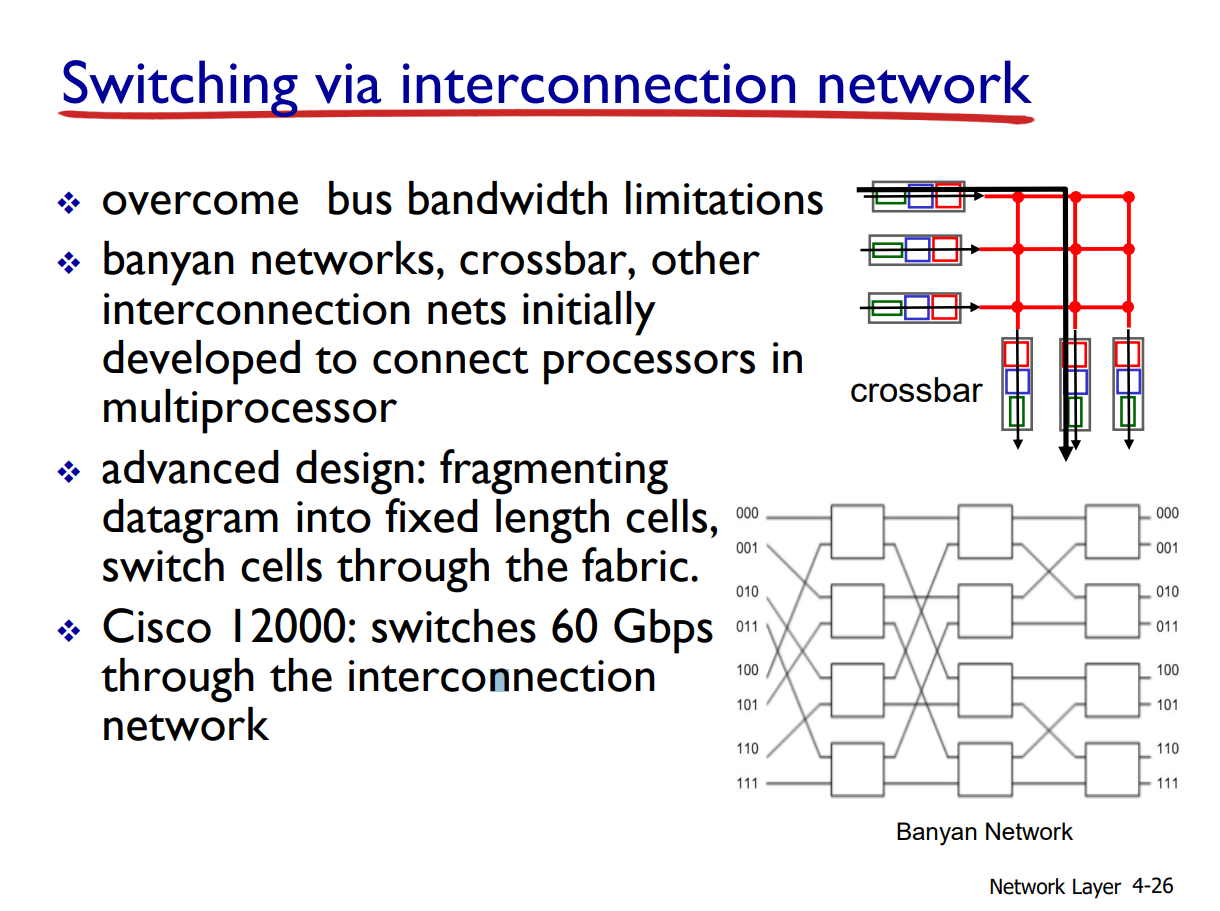 Switching via interconnection network
❖ overcome  bus bandwidth limitations
❖ banyan networks, crossbar, other
interconnection nets initially
developed to connect processors in
multiprocessor
❖ advanced design: fragmenting
datagram into fixed length cells,
switch cells through the fabric.
❖ Cisco 12000: switches 60 Gbps
through the interconnection
network
crossbar
000
001
010
011
100
101
110
111
000
001
010
011
100
101
110
111
Banyan Network
Network Layer 4-26